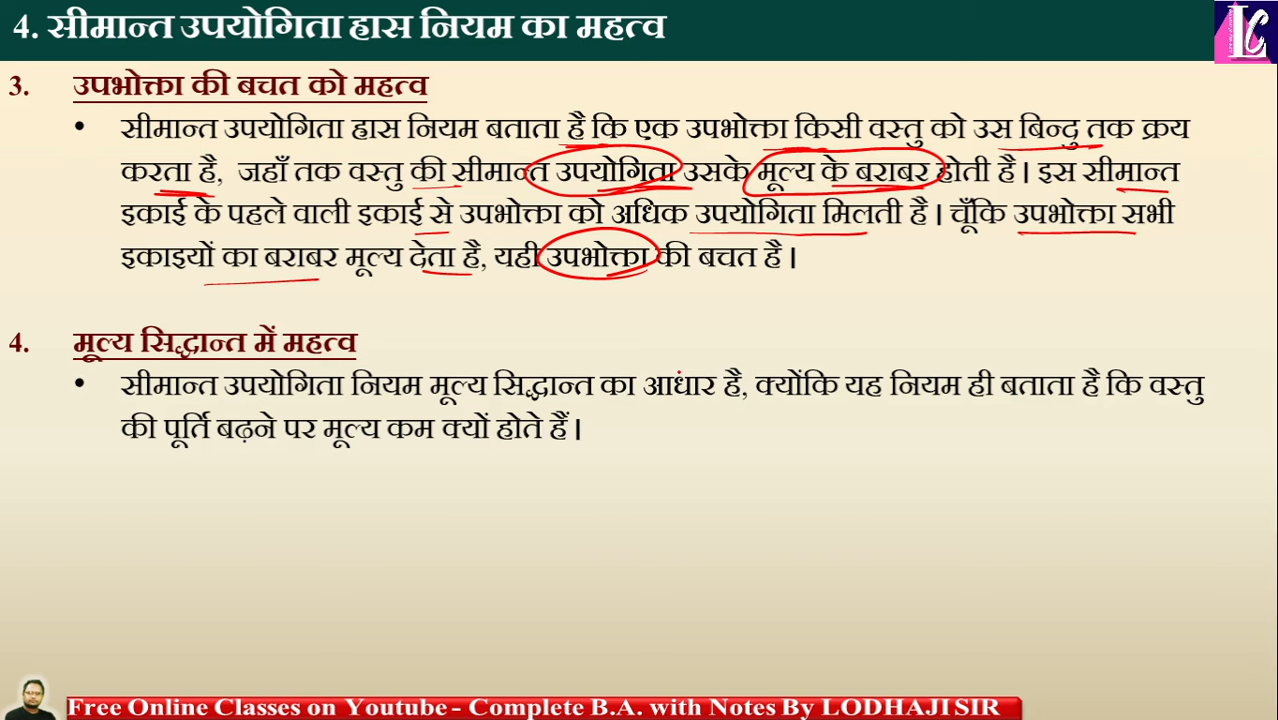 4. सीमान्त उपयोगिता ह्रास नियम का महत्व
LC
3. उपभोक्ता की बचत को महत्व
• सीमान्त उपयोगिता ह्रास नियम बताता है कि एक उपभोक्ता किसी वस्तु को उस बिन्दु तक क्रय
करता है, जहाँ तक वस्तु की सीमान्त उपयोगिता उसके मूल्य के बराबर होती है। इस सीमान्त
इकाई के पहले वाली इकाई से उपभोक्ता को अधिक उपयोगिता मिलती है। चूँकि उपभोक्ता सभी
इकाइयों का बराबर मूल्य देता है, यही उपभोक्ता की बचत है।
4. मूल्य सिद्धान्त में महत्व
• सीमान्त उपयोगिता नियम मूल्य सिद्धान्त का आधार है, क्योंकि यह नियम ही बताता है कि वस्तु
की पूर्ति बढ़ने पर मूल्य कम क्यों होते हैं।
Free Online Classes on Youtube - Complete B.A. with Notes By LODHAJI SIR